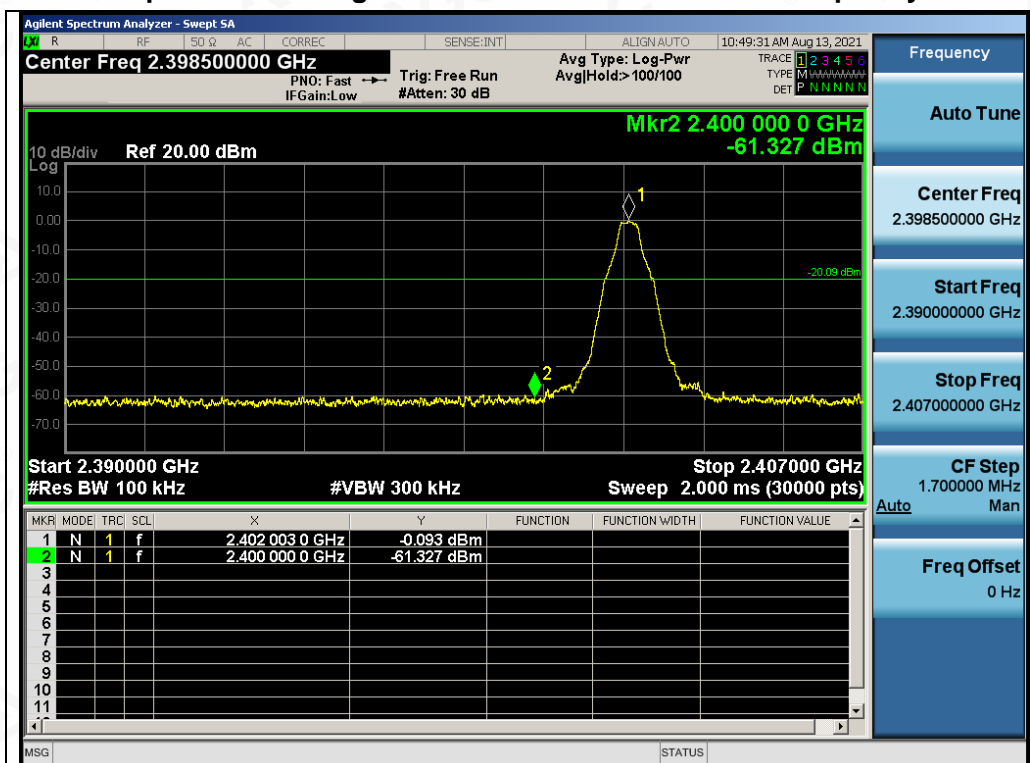 Agilent Spectrum Analyzer - Swept SA
LXI R RF 50 Ω AC CORREC SENSE:INT ALIGN AUTO 10:49:31 AM Aug 13, 2021
Center Freq 2.398500000 GHz
PNO: Fast
IFGain:Low
Trig: Free Run
#Atten: 30 dB
Avg Type: Log-Pwr
Avg|Hold:>100/100
TRACE 1 2 3 4 5 6
TYPE M W W W W W
DET P N N N N N
Mkr2 2.400 000 0 GHz
-61.327 dBm
10 dB/div Ref 20.00 dBm
Log
10.0
0.00
-10.0
-20.0
-30.0
-40.0
-50.0
-60.0
-70.0
1
-20.09 dBm
2
Start 2.390000 GHz Stop 2.407000 GHz
#Res BW 100 kHz #VBW 300 kHz Sweep 2.000 ms (30000 pts)
MKR MODE TRC SCL X Y FUNCTION FUNCTION WIDTH FUNCTION VALUE
1 N 1 f 2.402 003 0 GHz -0.093 dBm
2 N 1 f 2.400 000 0 GHz -61.327 dBm
3
4
5
6
7
8
9
10
11
MSG STATUS
Frequency
Auto Tune
Center Freq
2.398500000 GHz
Start Freq
2.390000000 GHz
Stop Freq
2.407000000 GHz
CF Step
1.700000 MHz
Auto Man
Freq Offset
0 Hz